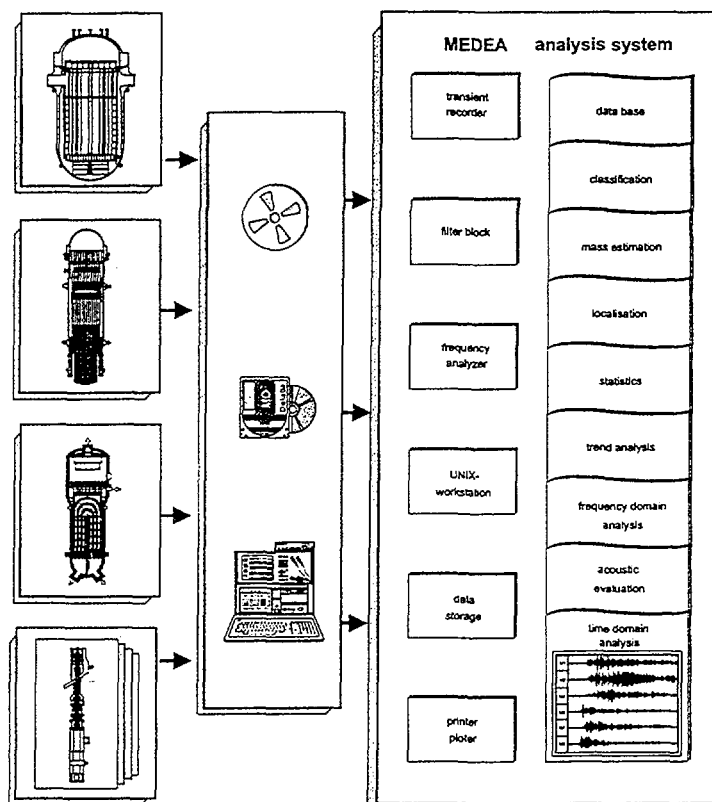 MEDEA analysis system
transient
recorder
filter block
frequency
analyzer
UNIX-
workstation
data
storage
printer
ploter
data base
classification
mass estimation
localisation
statistics
trend analysis
frequency domain
analysis
acoustic
evaluation
time domain
analysis